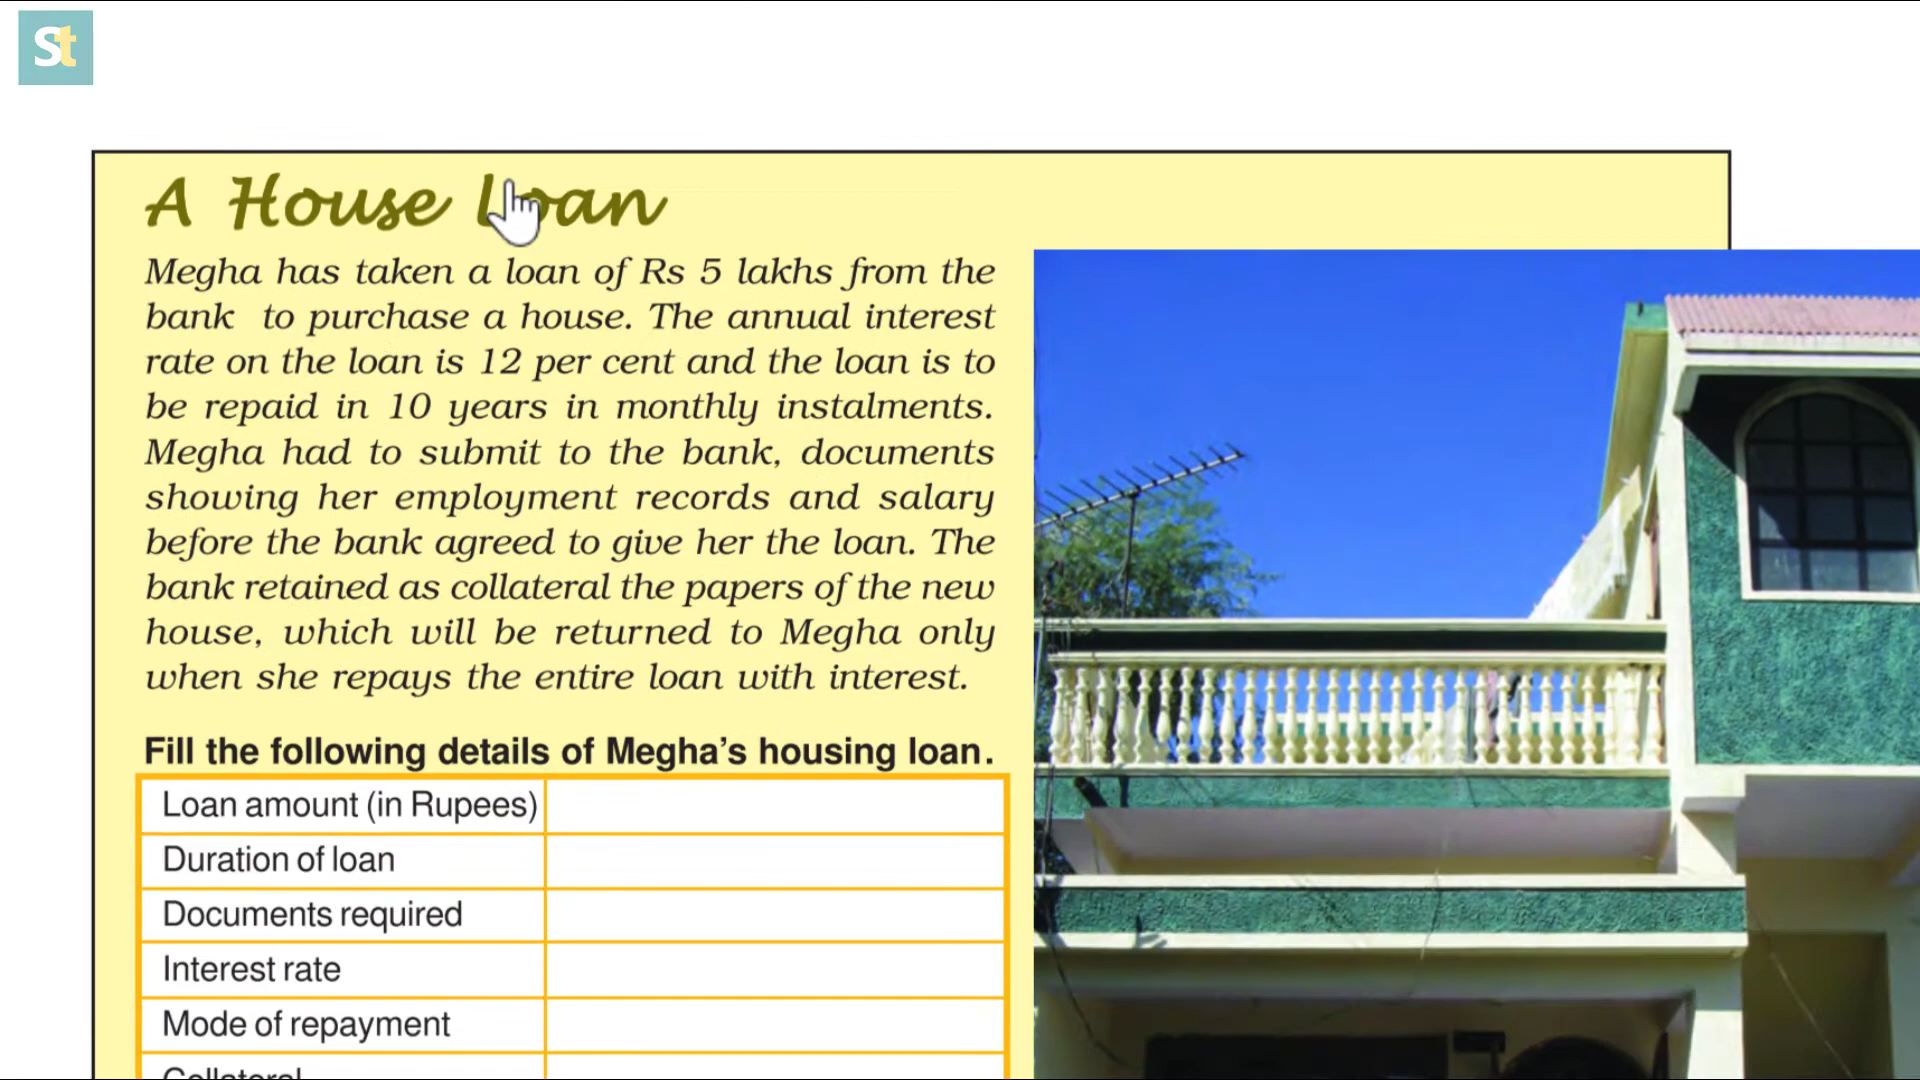 St
A House Loan
Megha has taken a loan of Rs 5 lakhs from the
bank to purchase a house. The annual interest
rate on the loan is 12 per cent and the loan is to
be repaid in 10 years in monthly instalments.
Megha had to submit to the bank, documents
showing her employment records and salary
before the bank agreed to give her the loan. The
bank retained as collateral the papers of the new
house, which will be returned to Megha only
when she repays the entire loan with interest.
Fill the following details of Megha's housing loan.
Loan amount (in Rupees)
Duration of loan
Documents required
Interest rate
Mode of repayment
Collateral